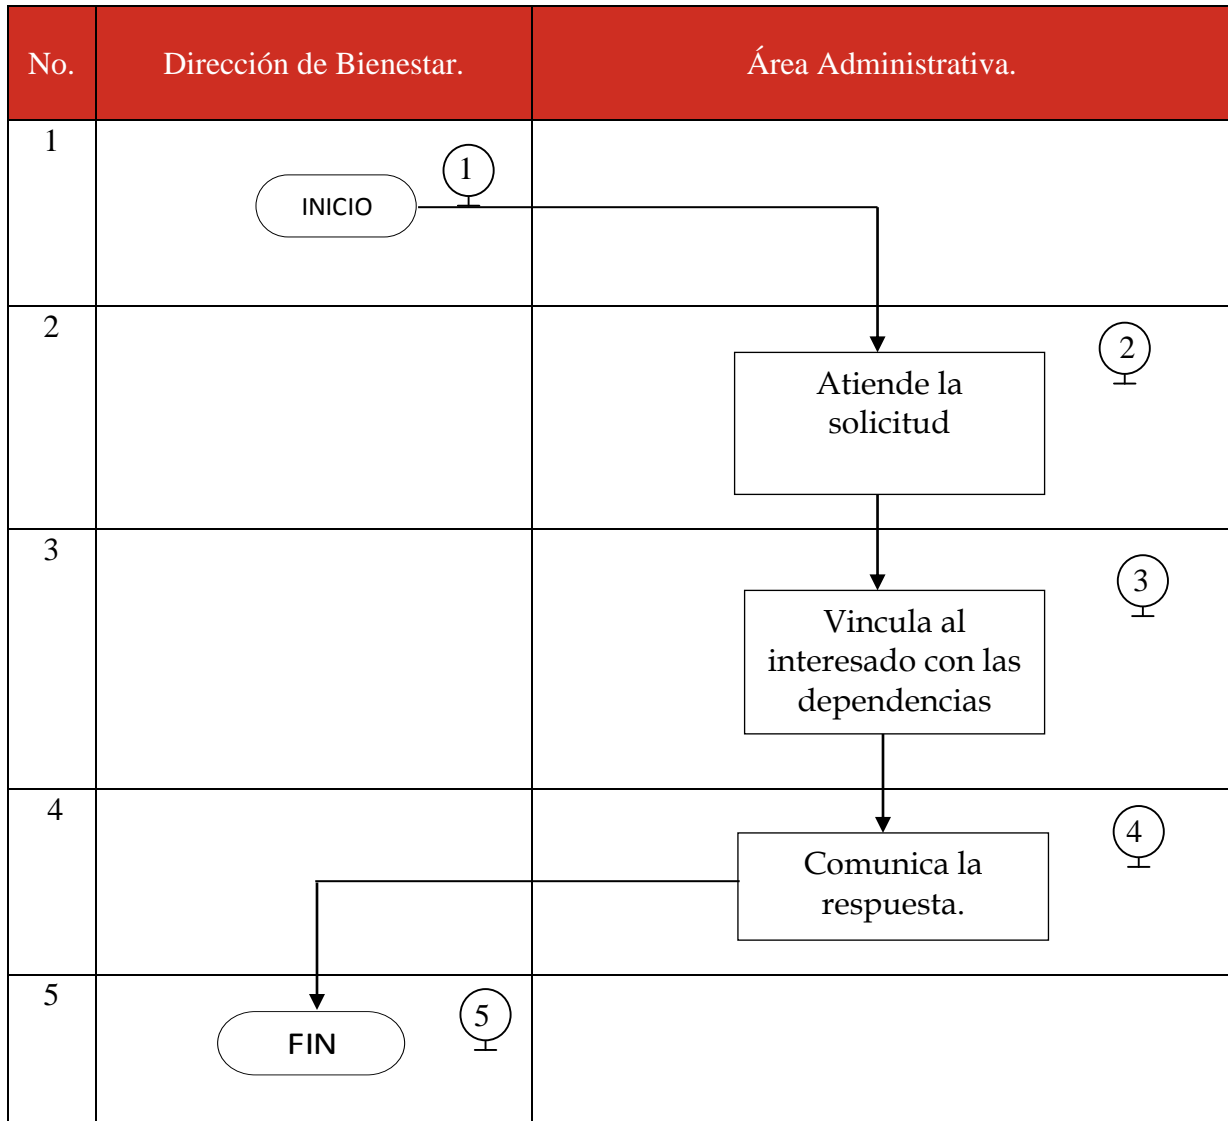 No.
Dirección de Bienestar.
Área Administrativa.
1
1
INICIO
2
2
Atiende la
solicitud
3
3
Vincula al
interesado con las
dependencias
4
4
Comunica la
respuesta.
5
5
FIN